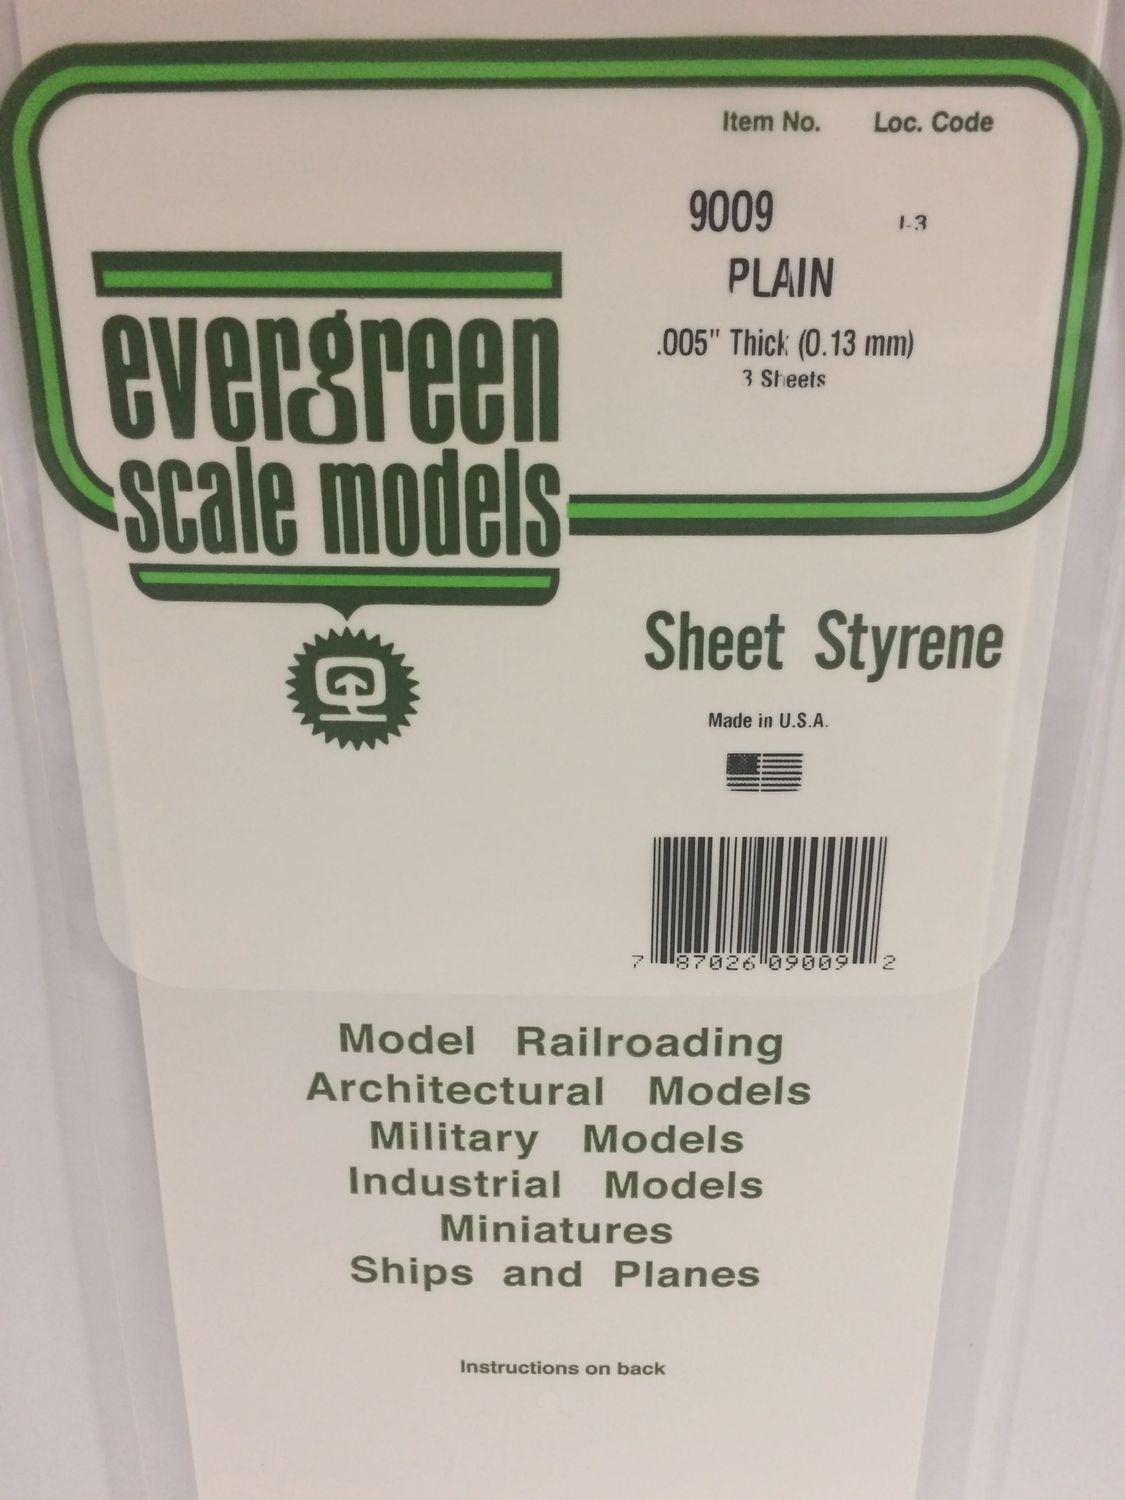 Item No. Loc. Code
9009 I-3
PLAIN
.005" Thick (0.13 mm)
3 Sheets
evergreen
scale models
Sheet Styrene
Made in U.S.A.
7 87026 09009 2
Model Railroading
Architectural Models
Military Models
Industrial Models
Miniatures
Ships and Planes
Instructions on back